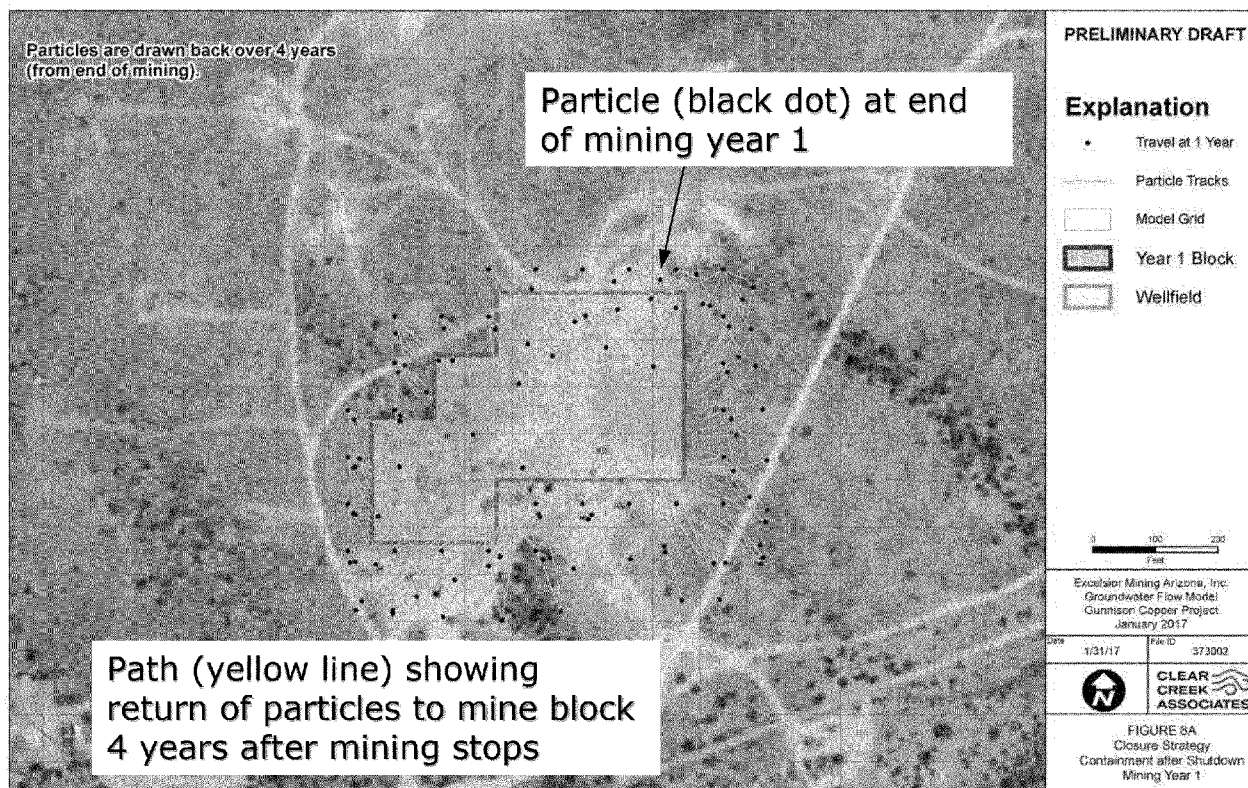 Particles are drawn back over 4 years
(from end of mining).
Particle (black dot) at end
of mining year 1
Path (yellow line) showing
return of particles to mine block
4 years after mining stops
PRELIMINARY DRAFT
Explanation
Travel at 1 Year
Particle Tracks
Model Grid
Year 1 Block
Wellfield
0 100 200
Feet
Excelsior Mining Arizona, Inc.
Groundwater Flow Model
Gunnison Copper Project
January 2017
Date
1/31/17
File ID
373002
N
CLEAR
CREEK
ASSOCIATES
FIGURE 8A
Closure Strategy
Containment after Shutdown
Mining Year 1